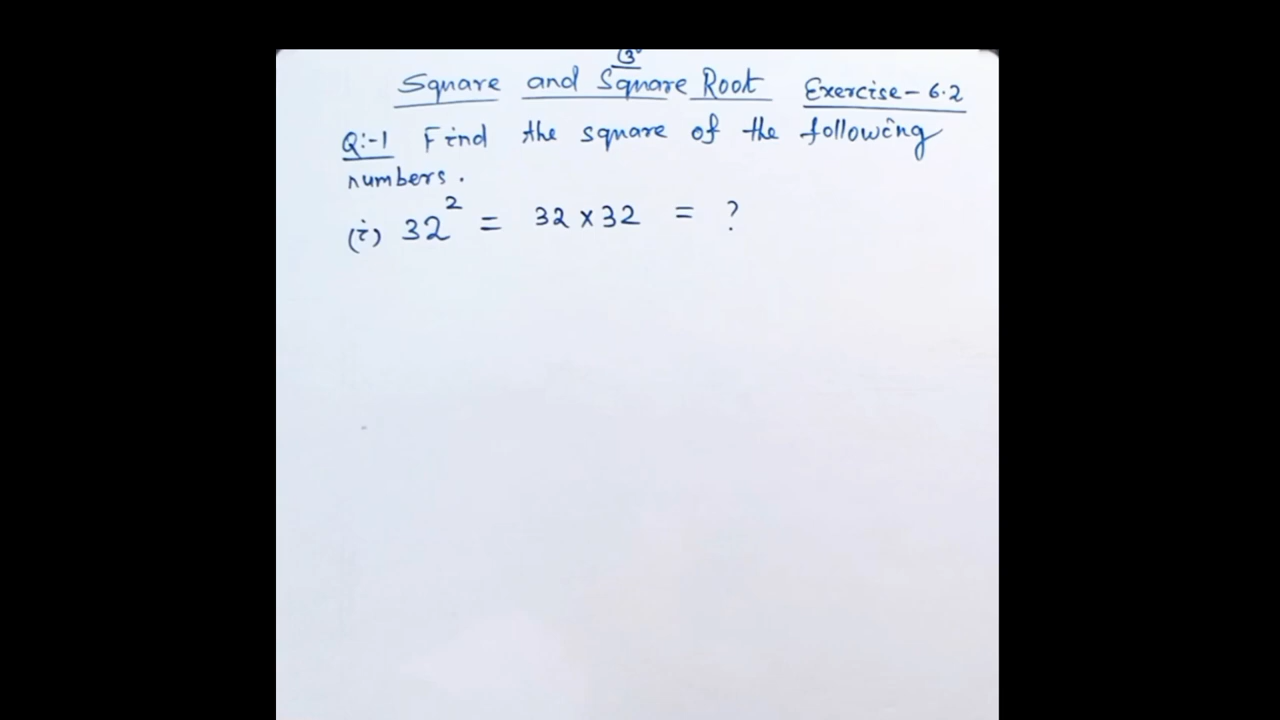 Square and Square Root Exercise - 6.2
Q:-1 Find the square of the following
numbers.
(i) 32² = 32 × 32 = ?